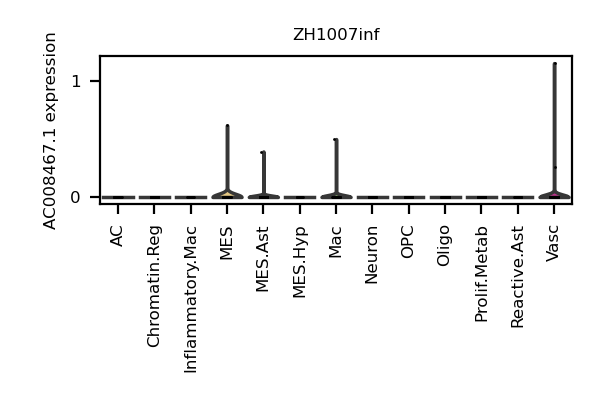 ZH1007inf
AC008467.1 expression
1
0
AC
Chromatin.Reg
Inflammatory.Mac
MES
MES.Ast
MES.Hyp
Mac
Neuron
OPC
Oligo
Prolif.Metab
Reactive.Ast
Vasc